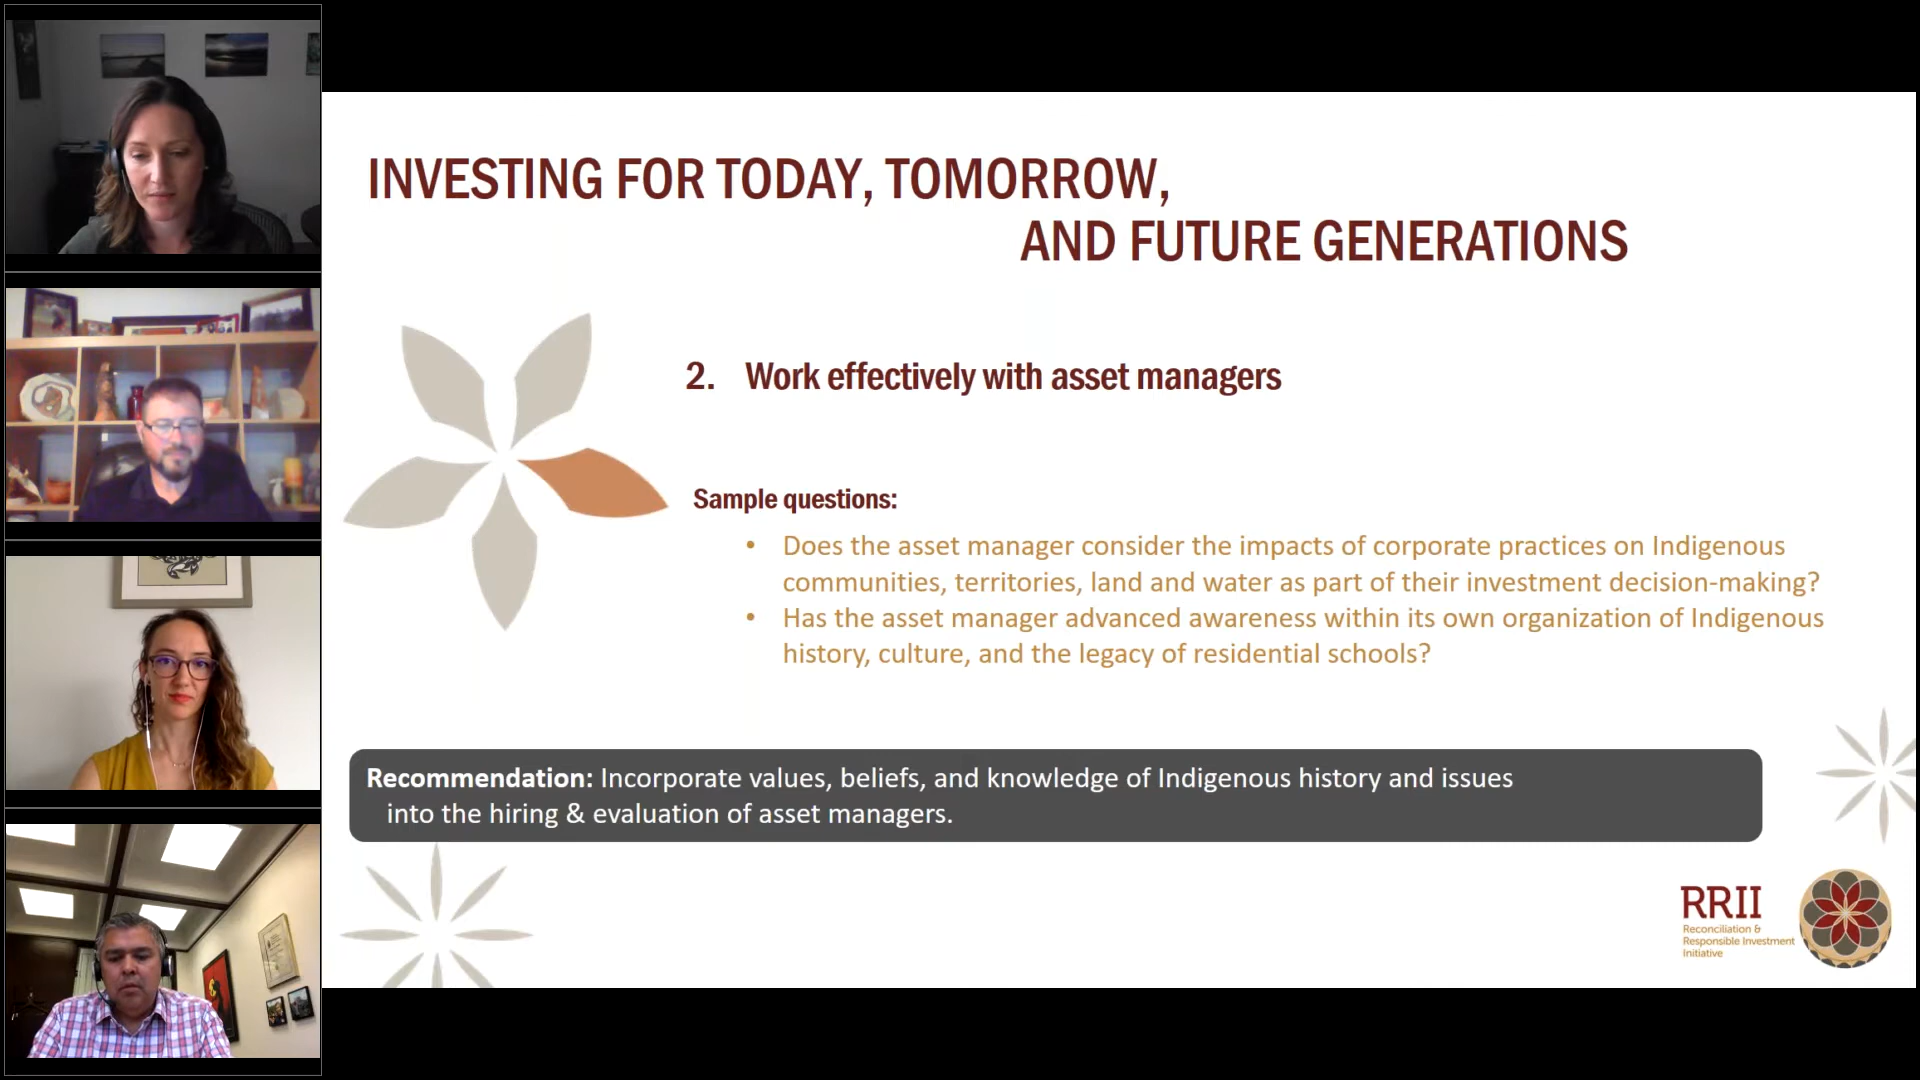 INVESTING FOR TODAY, TOMORROW,
AND FUTURE GENERATIONS
2. Work effectively with asset managers
Sample questions:
• Does the asset manager consider the impacts of corporate practices on Indigenous
communities, territories, land and water as part of their investment decision-making?
• Has the asset manager advanced awareness within its own organization of Indigenous
history, culture, and the legacy of residential schools?
Recommendation: Incorporate values, beliefs, and knowledge of Indigenous history and issues
into the hiring & evaluation of asset managers.
RRII
Reconciliation &
Responsible Investment
Initiative